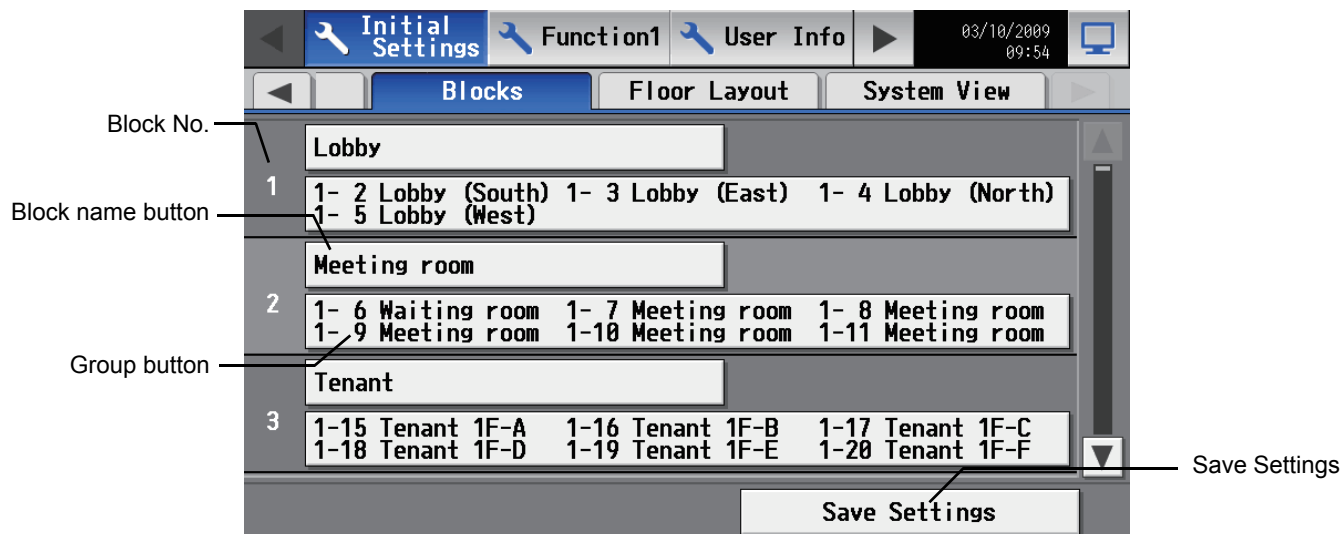 Initial
Settings
Function1
User Info
03/10/2009
09:54
Blocks
Floor Layout
System View
Block No.
Lobby
1
1- 2 Lobby (South) 1- 3 Lobby (East) 1- 4 Lobby (North)
1- 5 Lobby (West)
Block name button
Meeting room
2
1- 6 Waiting room 1- 7 Meeting room 1- 8 Meeting room
1- 9 Meeting room 1-10 Meeting room 1-11 Meeting room
Group button
Tenant
3
1-15 Tenant 1F-A 1-16 Tenant 1F-B 1-17 Tenant 1F-C
1-18 Tenant 1F-D 1-19 Tenant 1F-E 1-20 Tenant 1F-F
Save Settings
Save Settings